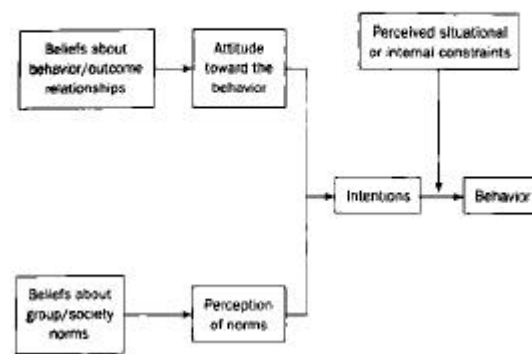 Beliefs about
behavior/outcome
relationships
Attitude
toward the
behavior
Perceived situational
or internal constraints
Intentions
Behavior
Beliefs about
group/society
norms
Perception
of norms